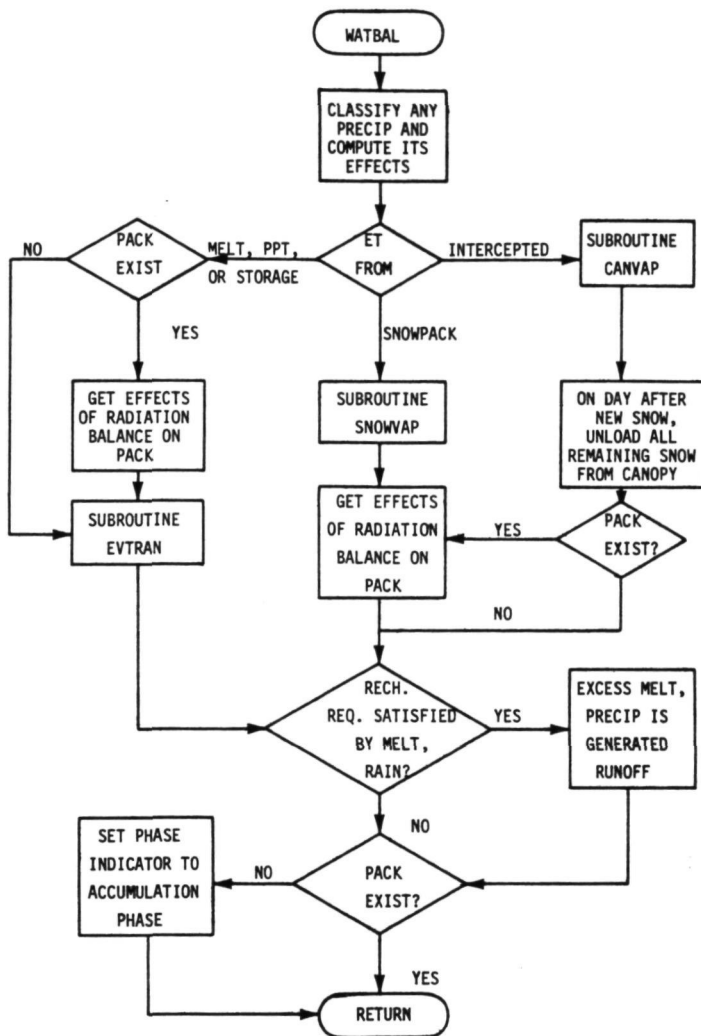 WATBAL
CLASSIFY ANY
PRECIP AND
COMPUTE ITS
EFFECTS
NO
PACK
EXIST
MELT, PPT,
OR STORAGE
ET
FROM
INTERCEPTED
SUBROUTINE
CANVAP
YES
SNOWPACK
GET EFFECTS
OF RADIATION
BALANCE ON
PACK
SUBROUTINE
SNOWVAP
ON DAY AFTER
NEW SNOW,
UNLOAD ALL
REMAINING SNOW
FROM CANOPY
SUBROUTINE
EVTRAN
GET EFFECTS
OF RADIATION
BALANCE ON
PACK
YES
PACK
EXIST?
NO
RECH.
REQ. SATISFIED
BY MELT,
RAIN?
YES
EXCESS MELT,
PRECIP IS
GENERATED
RUNOFF
NO
SET PHASE
INDICATOR TO
ACCUMULATION
PHASE
NO
PACK
EXIST?
YES
RETURN